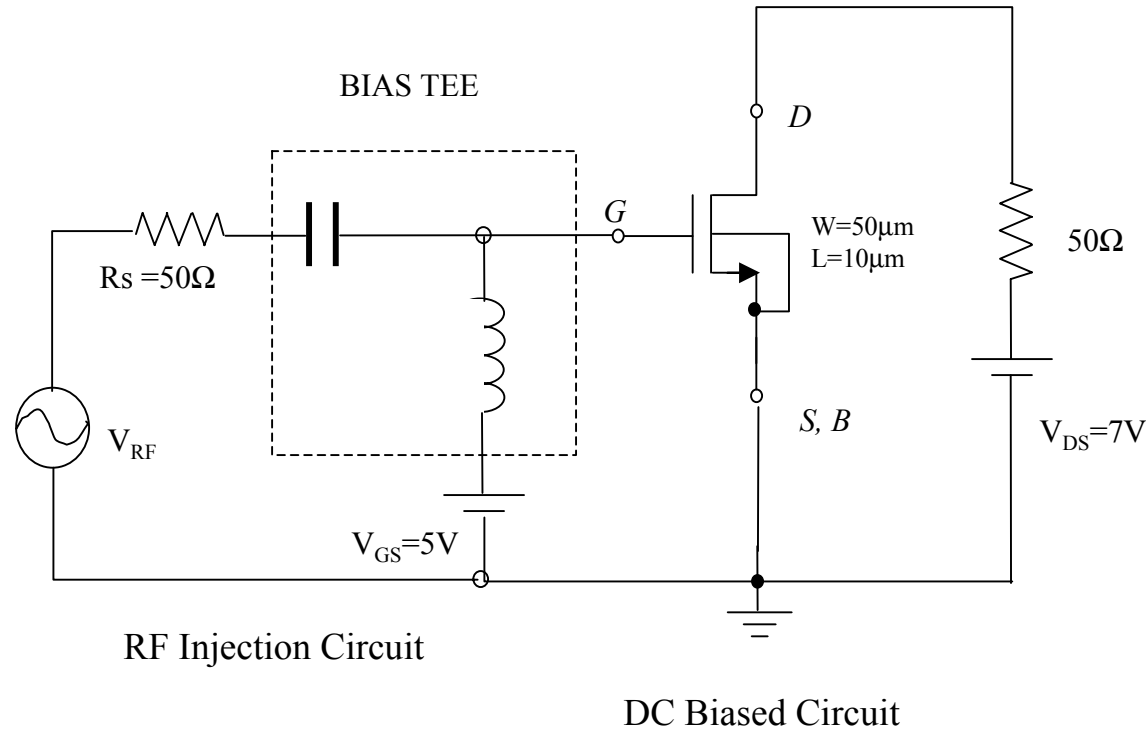 BIAS TEE
D
G
W=50μm
L=10μm
50Ω
Rs =50Ω
S, B
V_RF
V_DS=7V
V_GS=5V
RF Injection Circuit
DC Biased Circuit